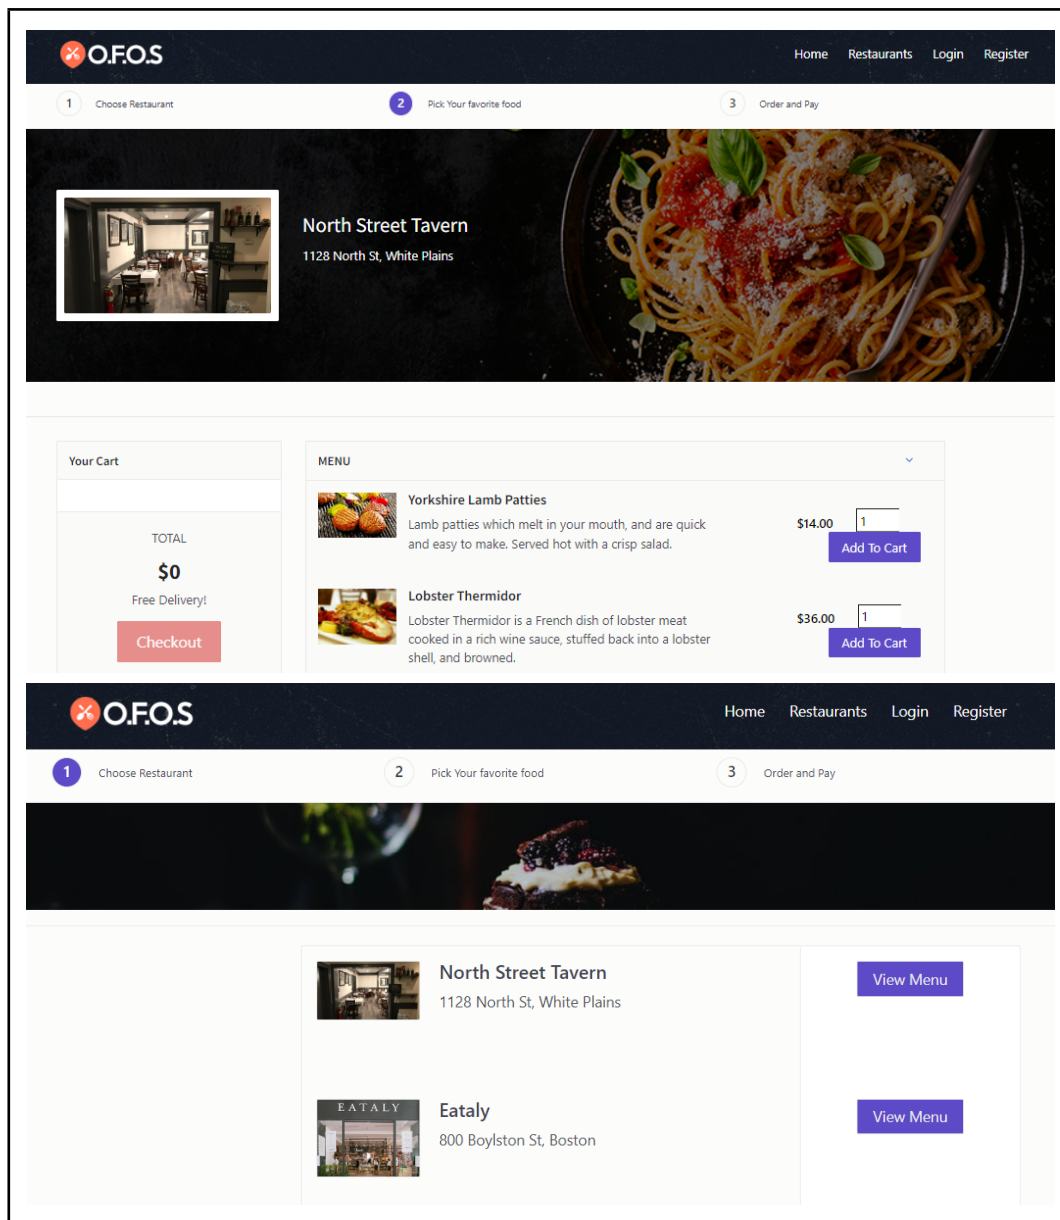 O.F.O.S
Home Restaurants Login Register
1 Choose Restaurant 2 Pick Your favorite food 3 Order and Pay
North Street Tavern
1128 North St, White Plains
Your Cart
TOTAL
$0
Free Delivery!
Checkout
MENU
Yorkshire Lamb Patties
Lamb patties which melt in your mouth, and are quick
and easy to make. Served hot with a crisp salad.
$14.00 1
Add To Cart
Lobster Thermidor
Lobster Thermidor is a French dish of lobster meat
cooked in a rich wine sauce, stuffed back into a lobster
shell, and browned.
$36.00 1
Add To Cart
O.F.O.S
Home Restaurants Login Register
1 Choose Restaurant 2 Pick Your favorite food 3 Order and Pay
North Street Tavern
1128 North St, White Plains
View Menu
EATALY
Eataly
800 Boylston St, Boston
View Menu